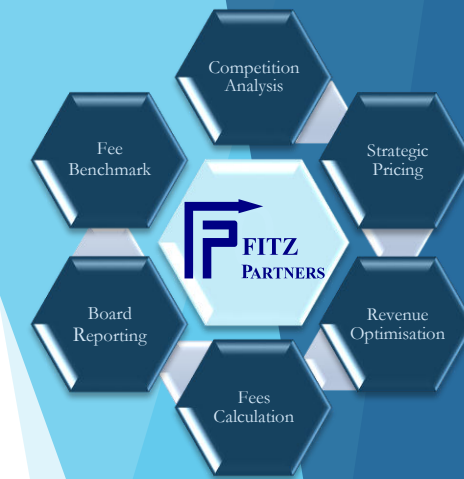 Competition
Analysis
Strategic
Pricing
Revenue
Optimisation
Fees
Calculation
Board
Reporting
Fee
Benchmark
FITZ
PARTNERS